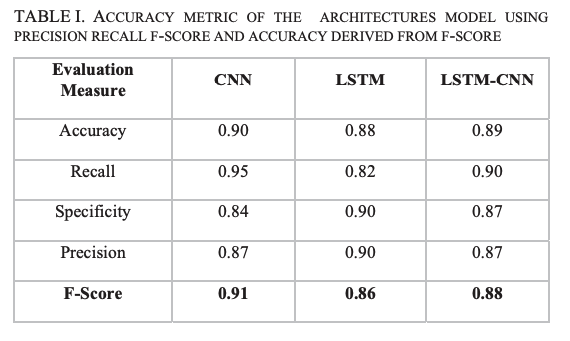 TABLE I. ACCURACY METRIC OF THE ARCHITECTURES MODEL USING
PRECISION RECALL F-SCORE AND ACCURACY DERIVED FROM F-SCORE
Evaluation Measure CNN LSTM LSTM-CNN
Accuracy 0.90 0.88 0.89
Recall 0.95 0.82 0.90
Specificity 0.84 0.90 0.87
Precision 0.87 0.90 0.87
F-Score 0.91 0.86 0.88